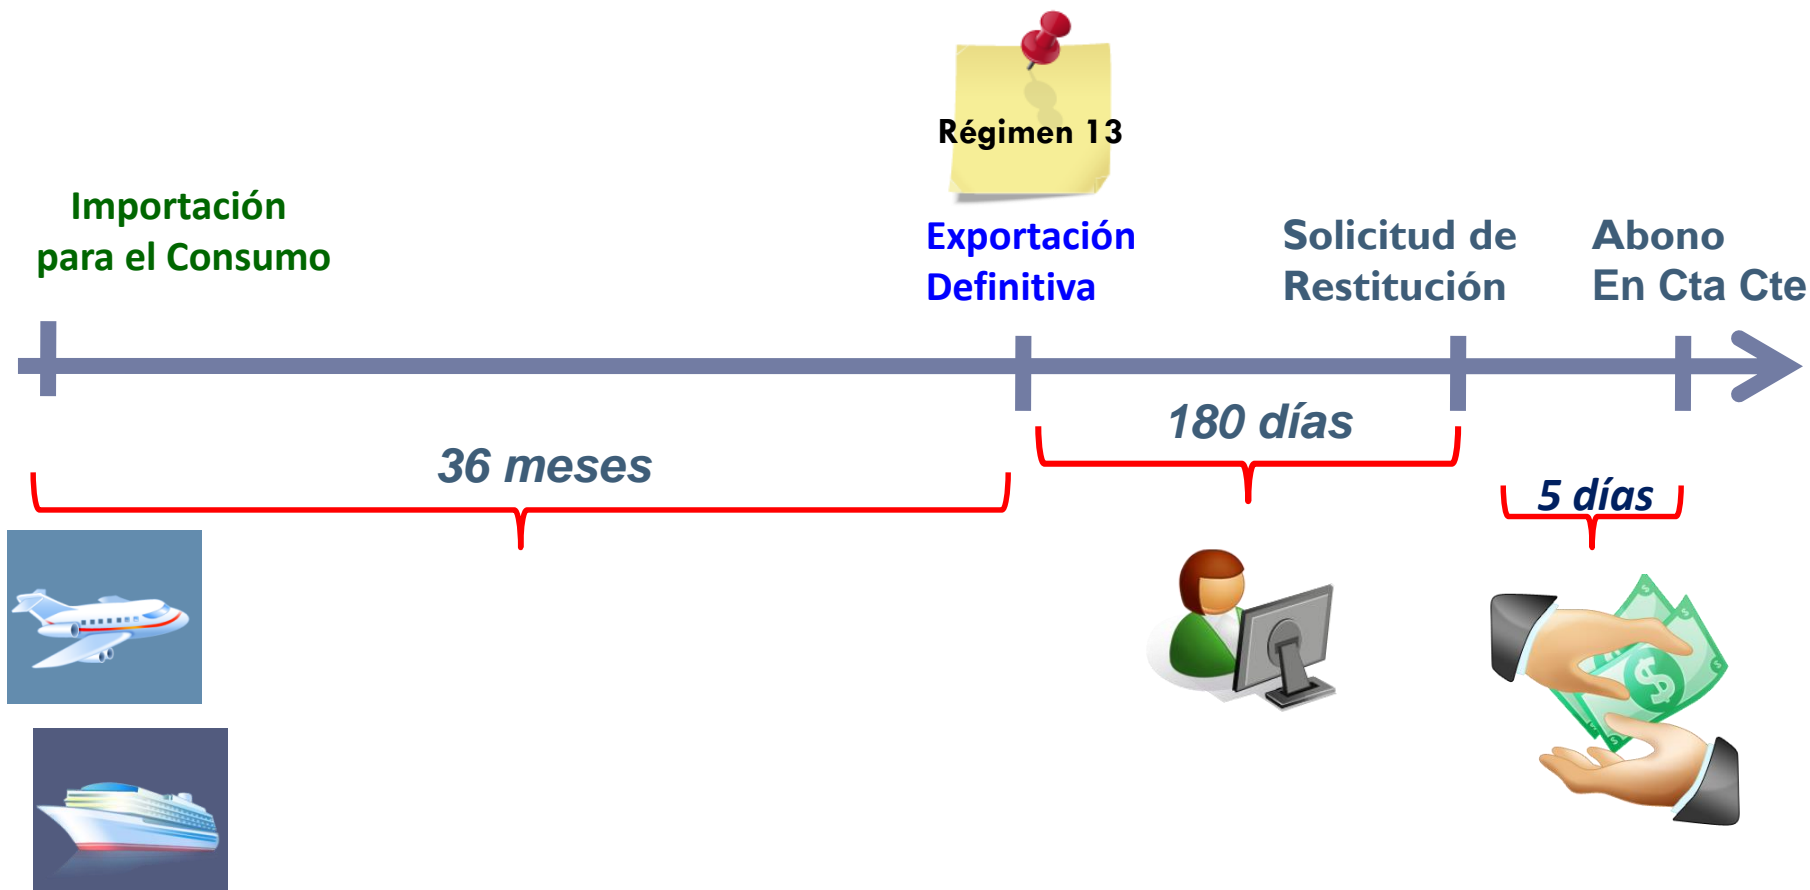 Régimen 13
Importación
para el Consumo
Exportación
Definitiva
Solicitud de
Restitución
Abono
En Cta Cte
36 meses
180 días
5 días